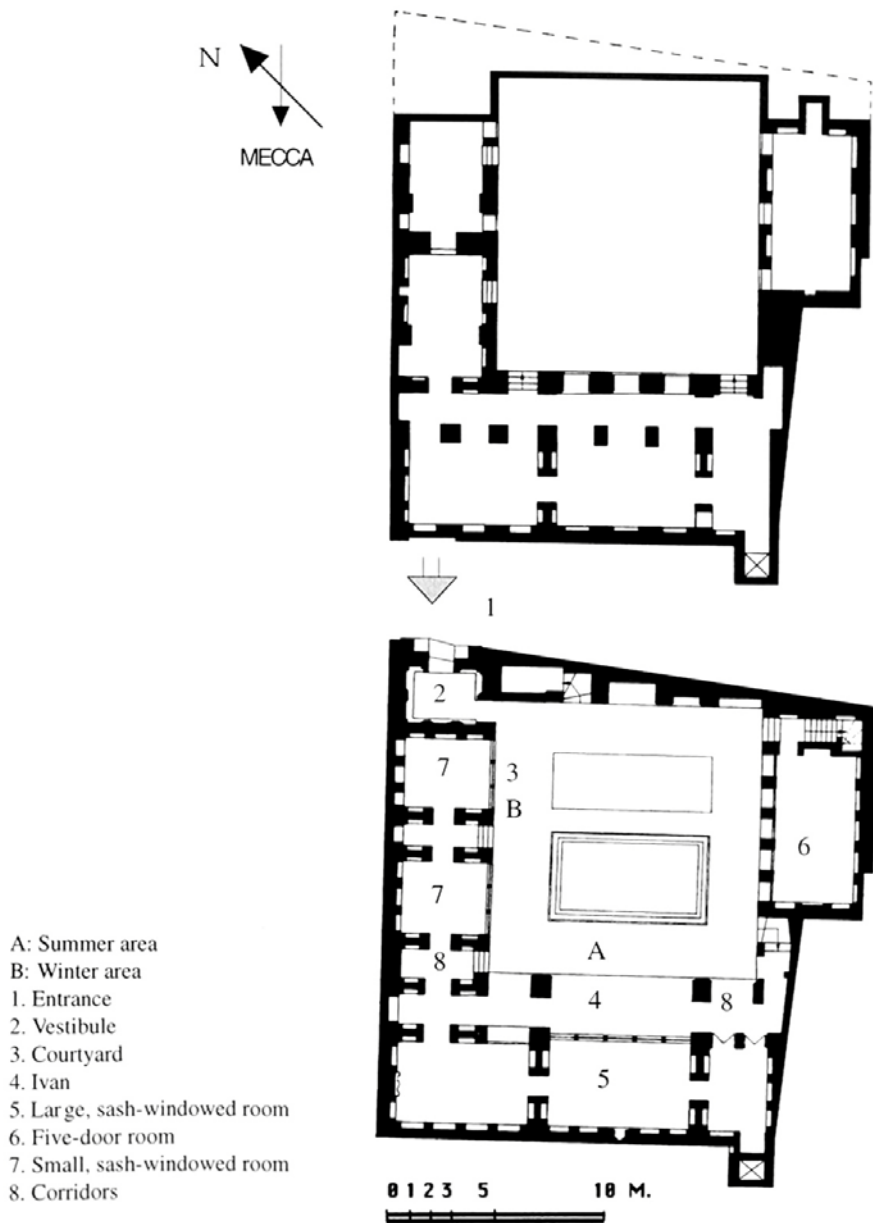 N
MECCA
1
2
7
3
B
6
7
A
8
4
8
5
A: Summer area
B: Winter area
1. Entrance
2. Vestibule
3. Courtyard
4. Ivan
5. Large, sash-windowed room
6. Five-door room
7. Small, sash-windowed room
8. Corridors
0 1 2 3 5 10 M.